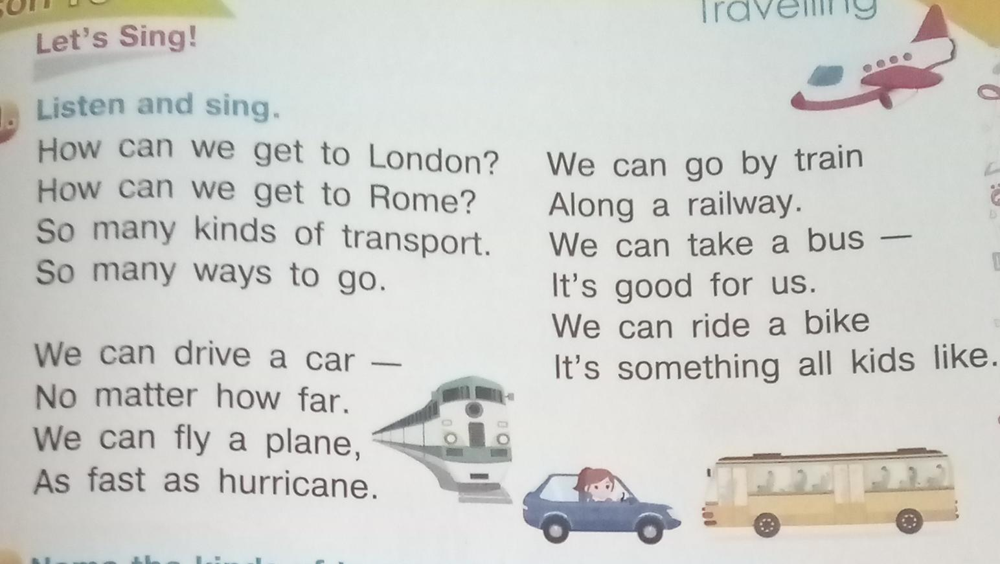 Travelling
Let's Sing!
Listen and sing.
How can we get to London?
How can we get to Rome?
So many kinds of transport.
So many ways to go.
We can drive a car —
No matter how far.
We can fly a plane,
As fast as hurricane.
We can go by train
Along a railway.
We can take a bus —
It's good for us.
We can ride a bike
It's something all kids like.